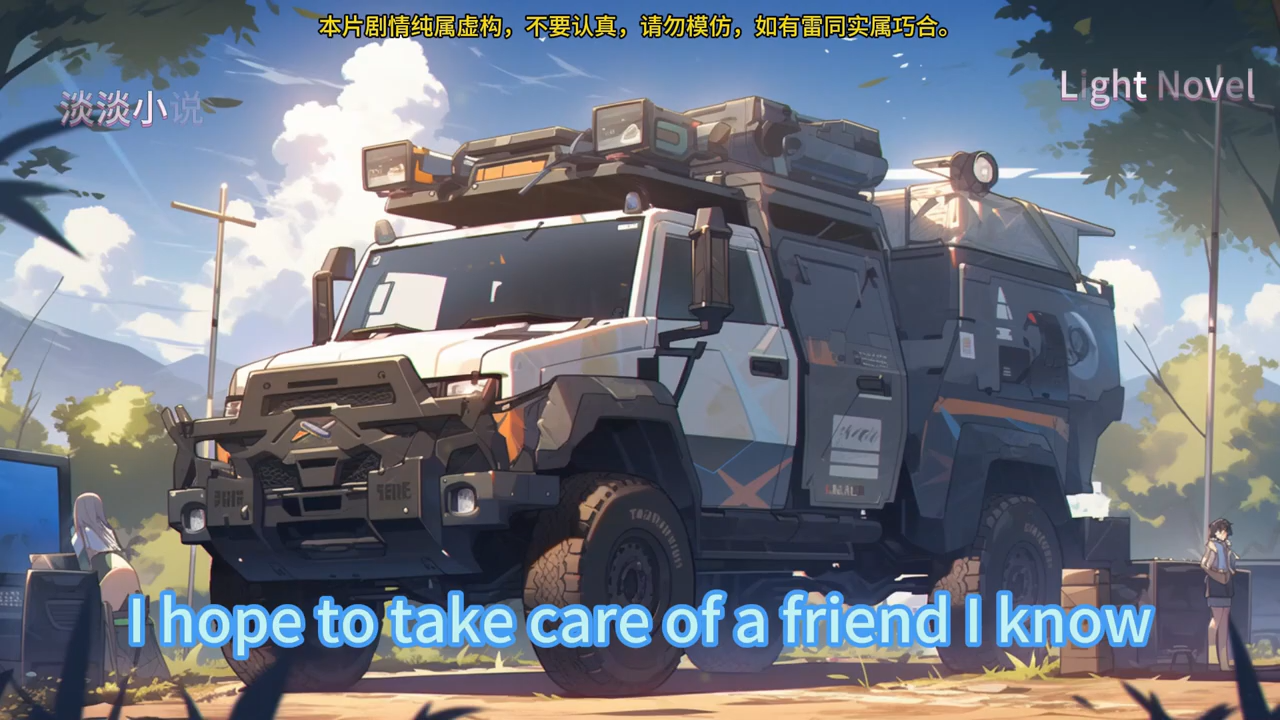 本片剧情纯属虚构，不要认真，请勿模仿，如有雷同实属巧合。
淡淡小说
Light Novel
I hope to take care of a friend I know